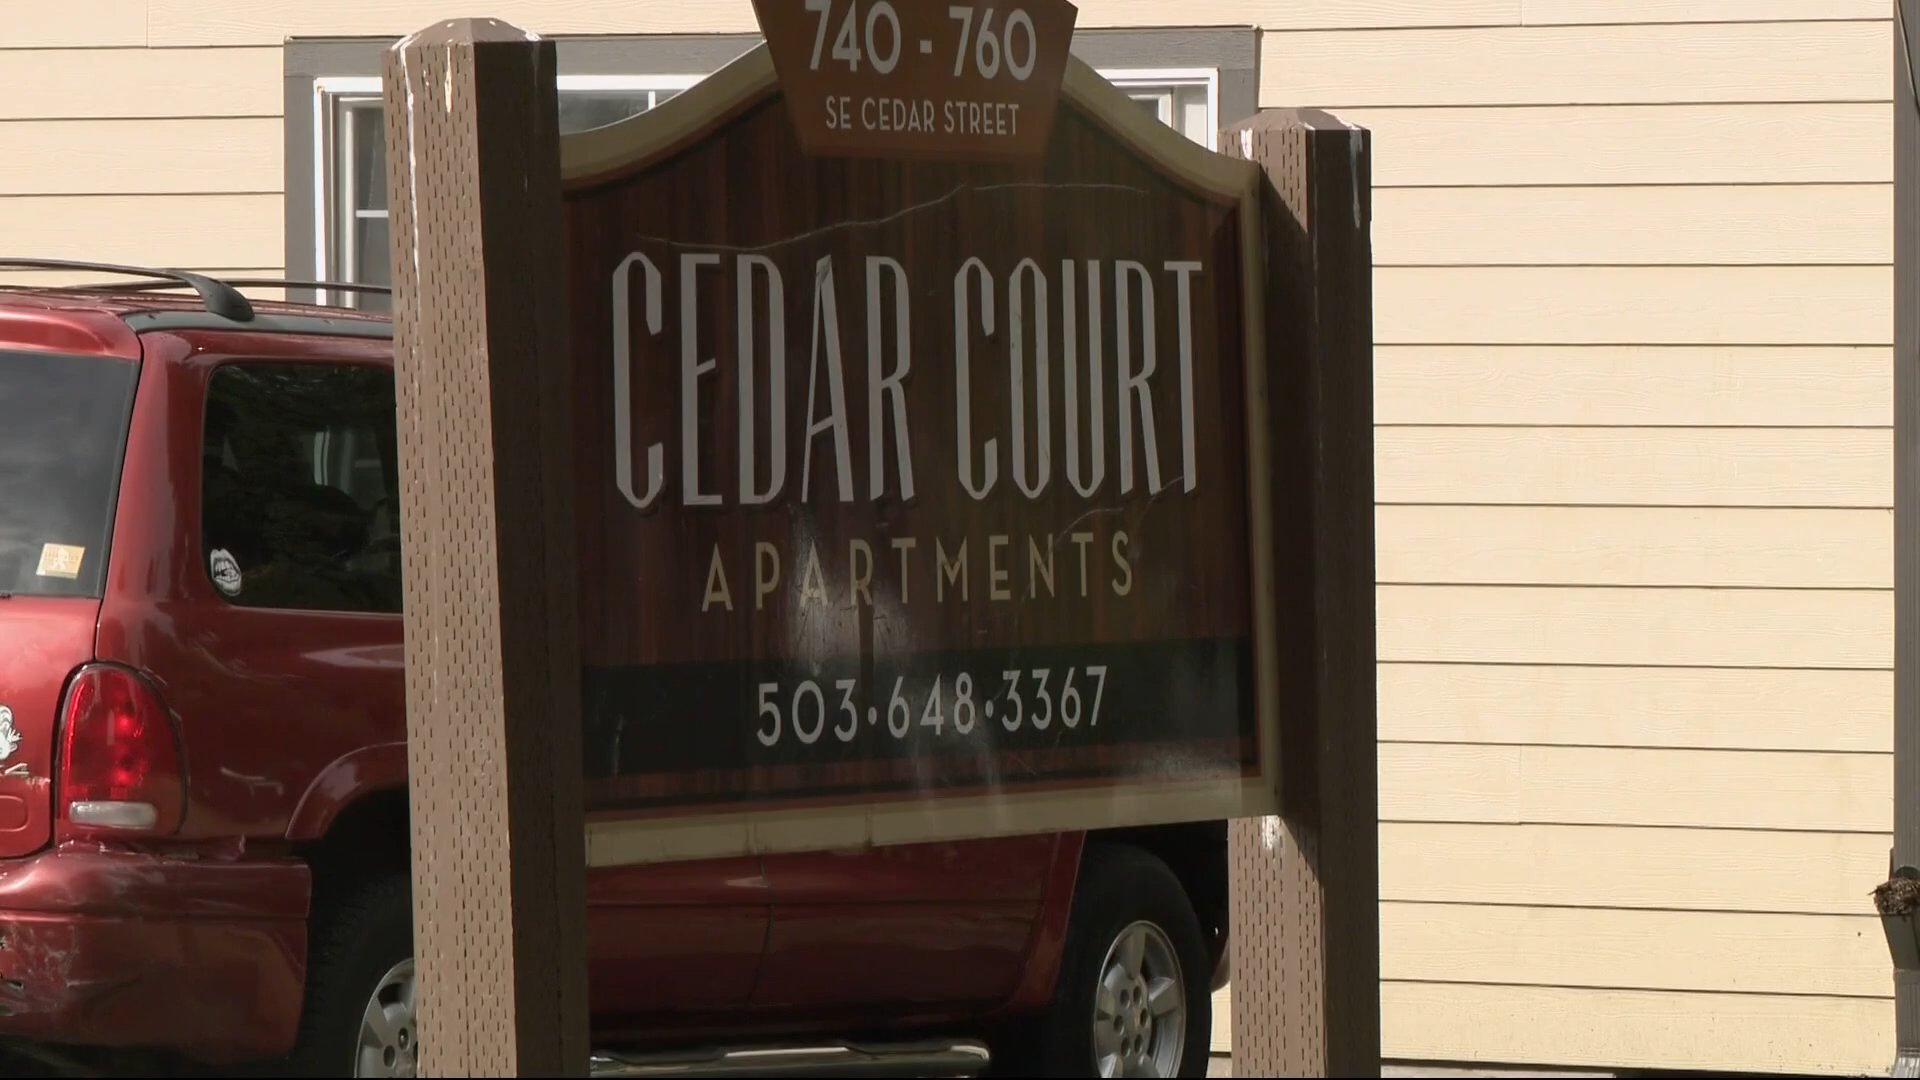 740 - 760
SE CEDAR STREET
CEDAR COURT
APARTMENTS
503•648•3367